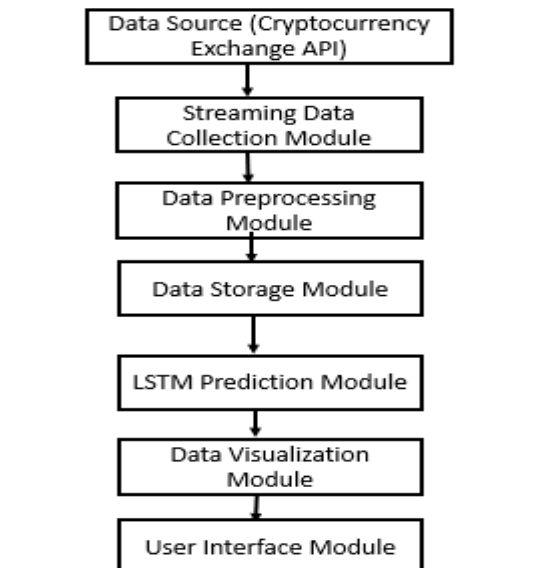 Data Source (Cryptocurrency
Exchange API)
Streaming Data
Collection Module
Data Preprocessing
Module
Data Storage Module
LSTM Prediction Module
Data Visualization
Module
User Interface Module